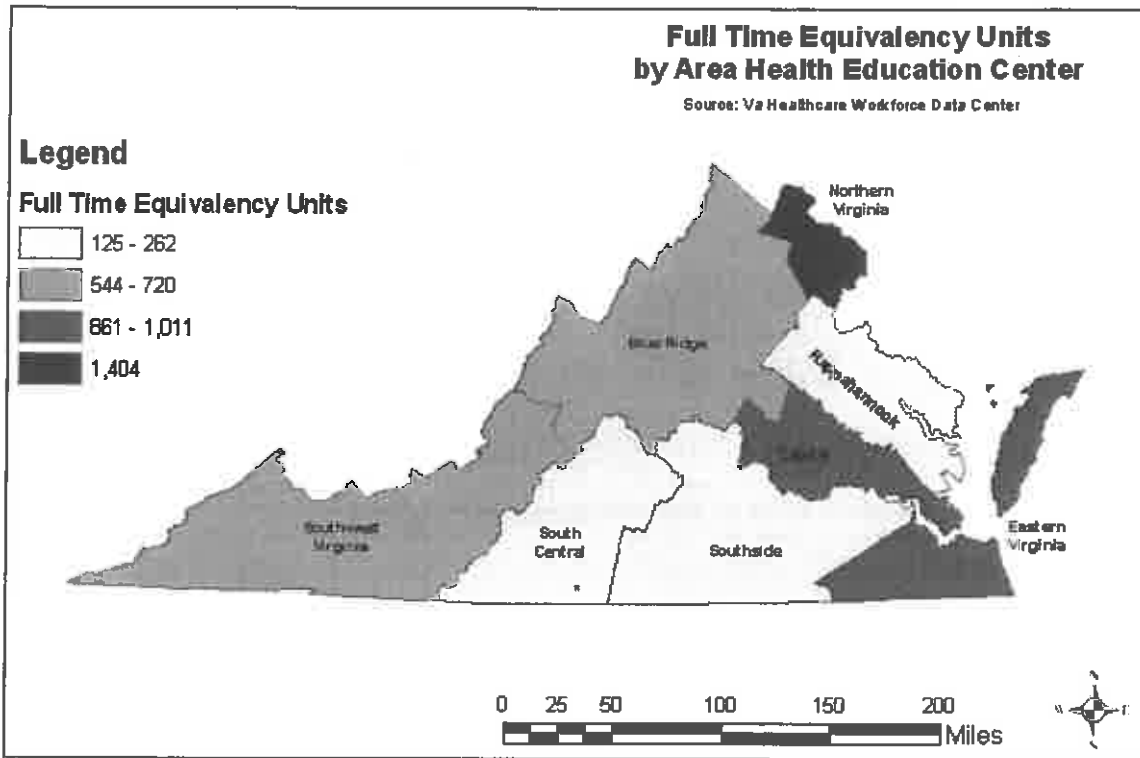 Full Time Equivalency Units
by Area Health Education Center
Source: Va Healthcare Workforce Data Center
Legend
Full Time Equivalency Units
125 - 262
544 - 720
861 - 1,011
1,404
Northern
Virginia
Blue Ridge
Rappahannock
Southwest
Virginia
South
Central
Southside
Eastern
Virginia
0 25 50 100 150 200
Miles
N
W E